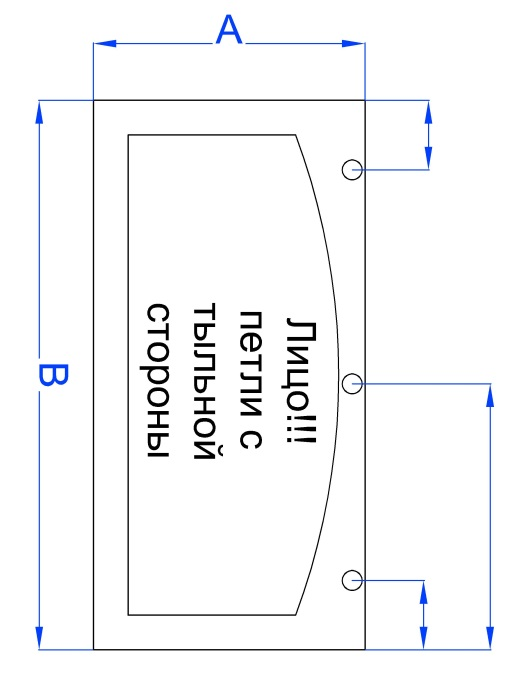 A
B
Лицо!!!
петли с
тыльной
стороны